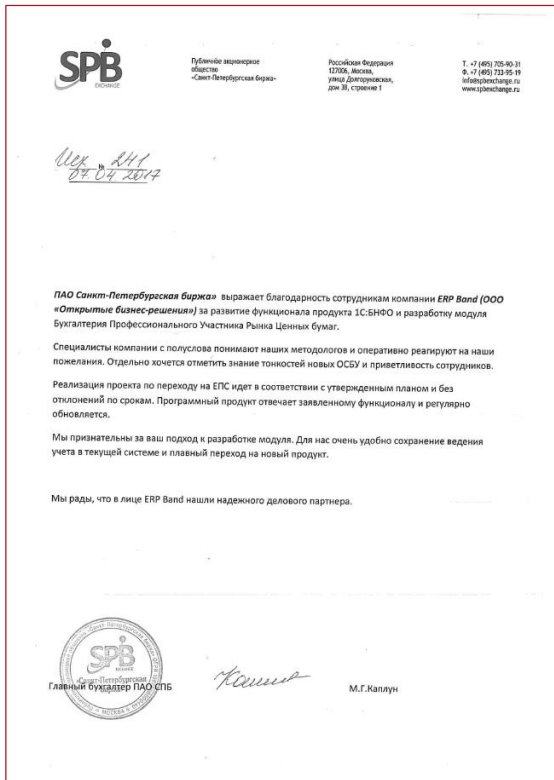 SPB
EXCHANGE
Публичное акционерное
общество
«Санкт-Петербургская биржа»
Российская Федерация
127006, Москва,
улица Долгоруковская,
дом 38, строение 1
Т. +7 (495) 705-90-31
Ф. +7 (495) 733-95-19
info@spbexchange.ru
www.spbexchange.ru
Исх № 241
07.04.2017
ПАО Санкт-Петербургская биржа» выражает благодарность сотрудникам компании ERP Band (ООО
«Открытые бизнес-решения») за развитие функционала продукта 1С:БНФО и разработку модуля
Бухгалтерия Профессионального Участника Рынка Ценных бумаг.
Специалисты компании с полуслова понимают наших методологов и оперативно реагируют на наши
пожелания. Отдельно хочется отметить знание тонкостей новых ОСБУ и приветливость сотрудников.
Реализация проекта по переходу на ЕПС идет в соответствии с утвержденным планом и без
отклонений по срокам. Программный продукт отвечает заявленному функционалу и регулярно
обновляется.
Мы признательны за ваш подход к разработке модуля. Для нас очень удобно сохранение ведения
учета в текущей системе и плавный переход на новый продукт.
Мы рады, что в лице ERP Band нашли надежного делового партнера.
SPB
EXCHANGE
«Санкт-Петербургская
биржа»
МОСКВА
Главный бухгалтер ПАО СПБ
М.Г.Каплун